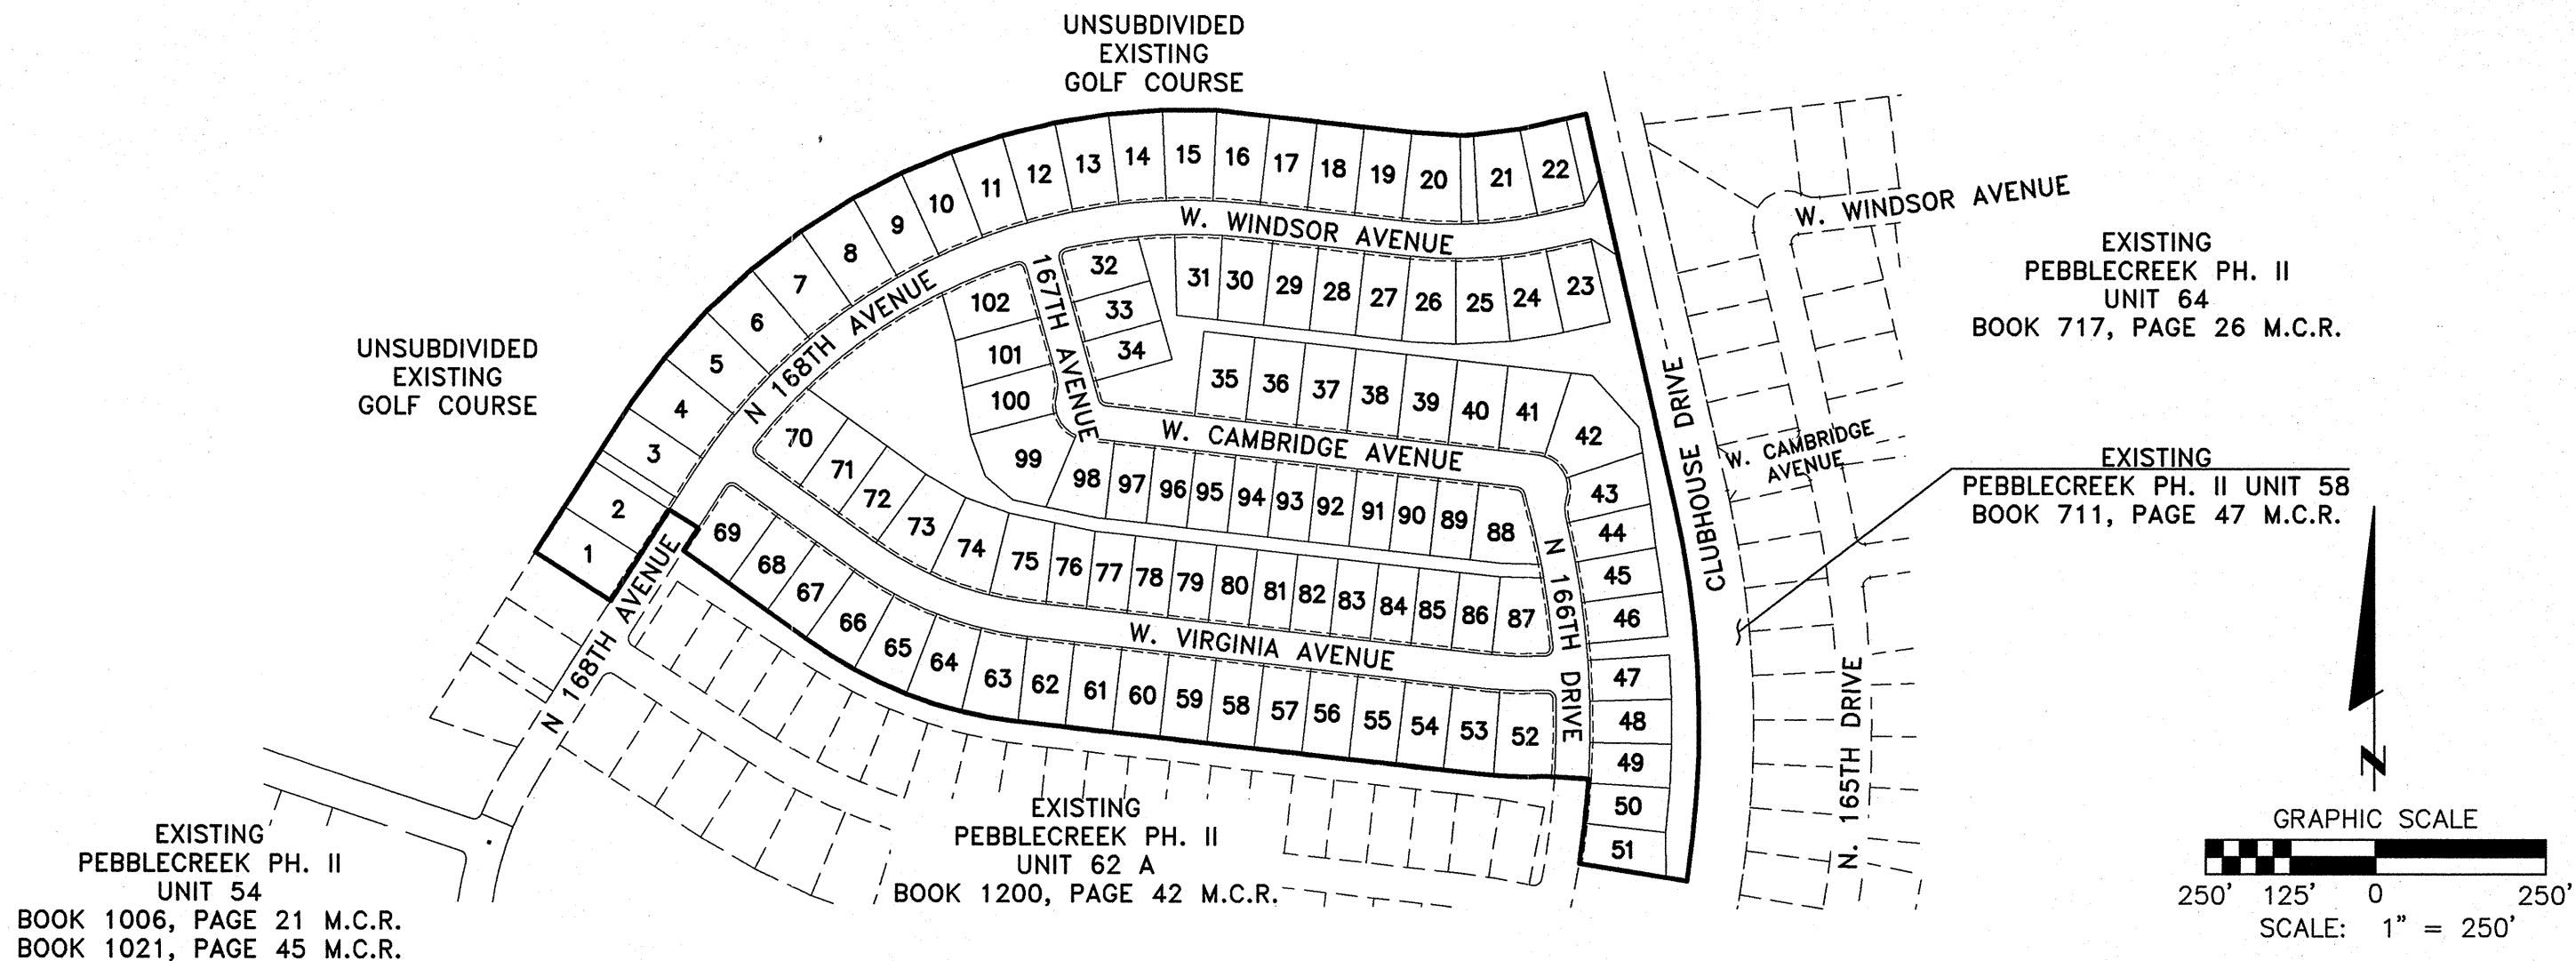 UNSUBDIVIDED
EXISTING
GOLF COURSE
UNSUBDIVIDED
EXISTING
GOLF COURSE
W. WINDSOR AVENUE
W. WINDSOR AVENUE
N 168TH AVENUE
167TH AVENUE
W. CAMBRIDGE AVENUE
W. CAMBRIDGE
AVENUE
CLUBHOUSE DRIVE
N 166TH DRIVE
W. VIRGINIA AVENUE
N 168TH AVENUE
N. 165TH DRIVE
1
2
3
4
5
6
7
8
9
10
11
12
13
14
15
16
17
18
19
20
21
22
23
24
25
26
27
28
29
30
31
32
33
34
35
36
37
38
39
40
41
42
43
44
45
46
47
48
49
50
51
52
53
54
55
56
57
58
59
60
61
62
63
64
65
66
67
68
69
70
71
72
73
74
75
76
77
78
79
80
81
82
83
84
85
86
87
88
89
90
91
92
93
94
95
96
97
98
99
100
101
102
EXISTING
PEBBLECREEK PH. II
UNIT 64
BOOK 717, PAGE 26 M.C.R.
EXISTING
PEBBLECREEK PH. II UNIT 58
BOOK 711, PAGE 47 M.C.R.
EXISTING
PEBBLECREEK PH. II
UNIT 54
BOOK 1006, PAGE 21 M.C.R.
BOOK 1021, PAGE 45 M.C.R.
EXISTING
PEBBLECREEK PH. II
UNIT 62 A
BOOK 1200, PAGE 42 M.C.R.
N
GRAPHIC SCALE
250' 125' 0 250'
SCALE: 1" = 250'